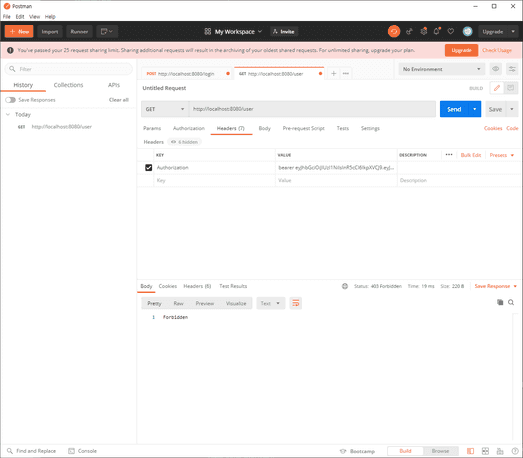 Postman
File Edit View Help
+ New Import Runner My Workspace Invite Upgrade
You've passed your 25 request sharing limit. Sharing additional requests will result in the archiving of your oldest shared requests. For unlimited sharing, upgrade your plan. Upgrade Check Usage
Filter
History Collections APIs
Save Responses Clear all
Today
GET http://localhost:8080/user
POST http://localhost:8080/login GET http://localhost:8080/user + ••• No Environment
Untitled Request BUILD
GET http://localhost:8080/user Send Save
Params Authorization Headers (7) Body Pre-request Script Tests Settings Cookies Code
Headers 6 hidden
KEY VALUE DESCRIPTION ••• Bulk Edit Presets
Authorization bearer
Key Value Description
Body Cookies Headers (6) Test Results Status: 403 Forbidden Time: 19 ms Size: 220 B Save Response
Pretty Raw Preview Visualize Text
1 Forbidden
Find and Replace Console Bootcamp Build Browse